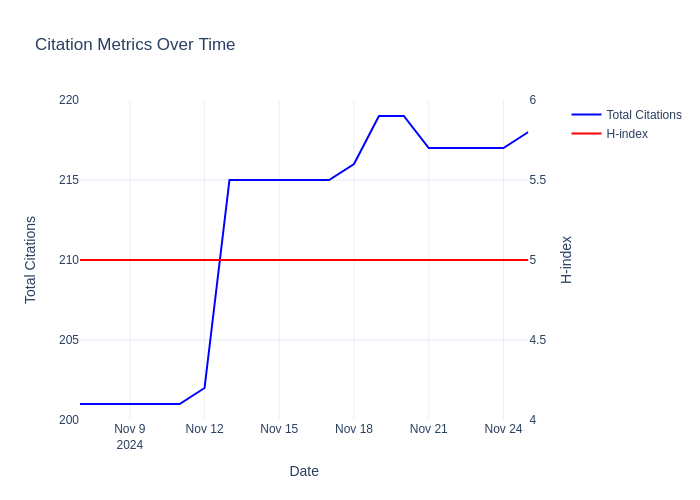 Citation Metrics Over Time
220
215
210
205
200
6
5.5
5
4.5
4
Total Citations
H-index
Total Citations
H-index
Nov 9
2024
Nov 12
Nov 15
Nov 18
Nov 21
Nov 24
Date